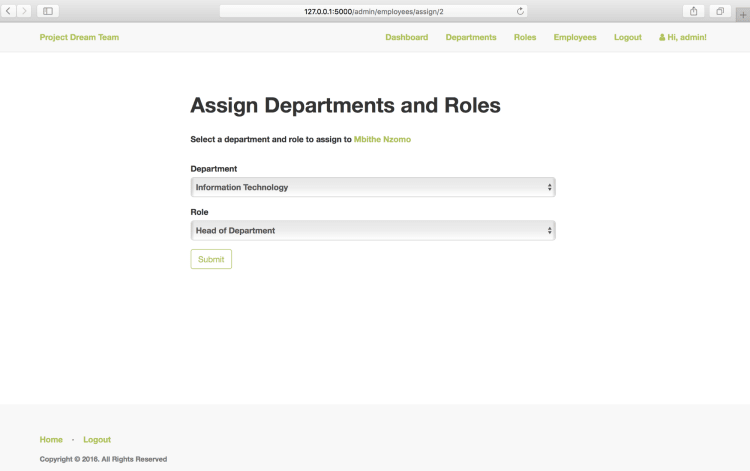 127.0.0.1:5000/admin/employees/assign/2
Project Dream Team Dashboard Departments Roles Employees Logout Hi, admin!
Assign Departments and Roles
Select a department and role to assign to Mbithe Nzomo
Department
Information Technology
Role
Head of Department
Submit
Home · Logout
Copyright © 2016. All Rights Reserved